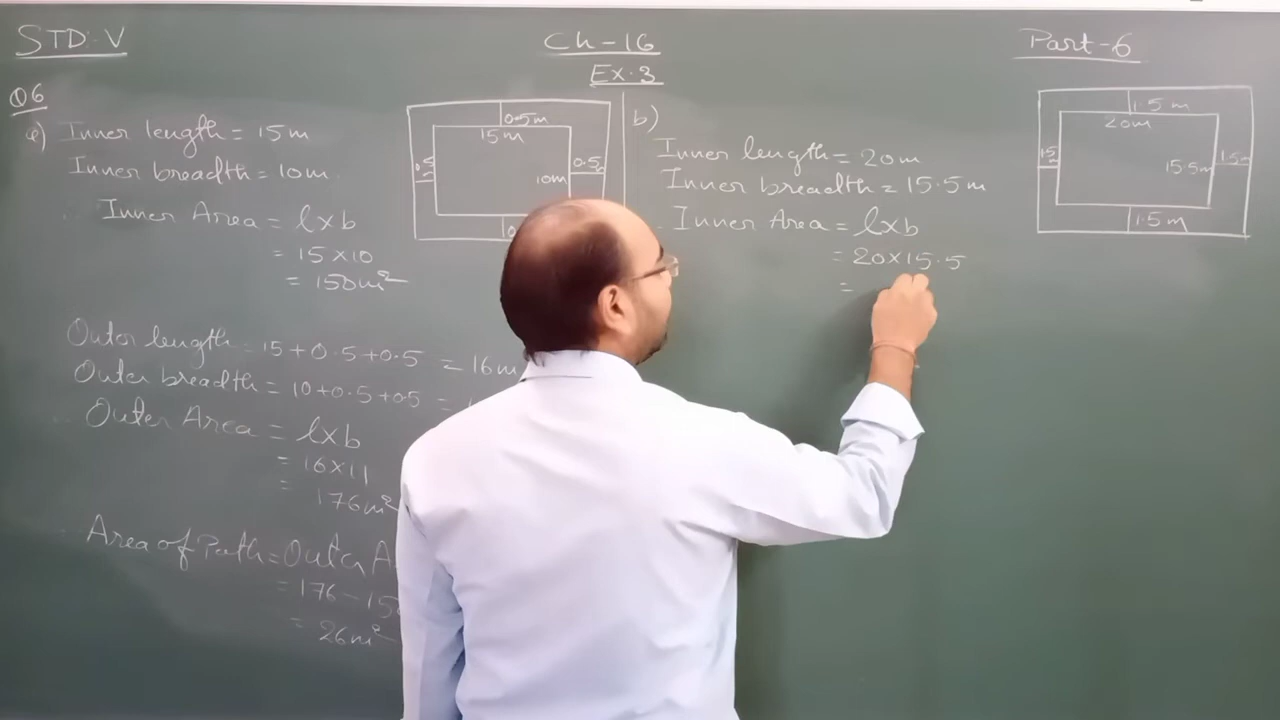 STD:V
Ch-16
Part-6
Ex.3
Q6
a) Inner length = 15m
Inner breadth = 10m
Inner Area = l×b
= 15×10
= 150m²
0.5m
15m
0.5
10m
0.5
Outer length = 15+0.5+0.5 = 16m
Outer breadth = 10+0.5+0.5 =
Outer Area = l×b
= 16×11
= 176m²
Area of Path = Outer A
= 176-15
= 26m²
b)
Inner length = 20m
Inner breadth = 15.5m
Inner Area = l×b
= 20×15.5
=
1.5m
20m
1.5
15.5m
1.5m
1.5m